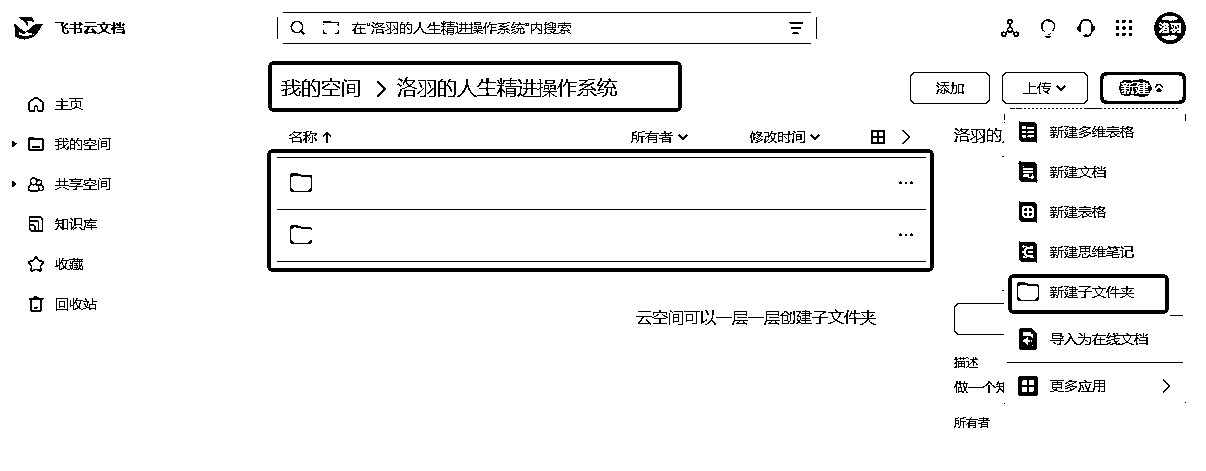 飞书云文档
在“洛羽的人生精进操作系统”内搜索
洛羽
我的空间 > 洛羽的人生精进操作系统
添加
上传
新建
主页
我的空间
共享空间
知识库
收藏
回收站
名称 ↑
所有者
修改时间
洛羽的
新建多维表格
新建文档
新建表格
新建思维笔记
新建子文件夹
导入为在线文档
更多应用
云空间可以一层一层创建子文件夹
描述
做一个知
所有者